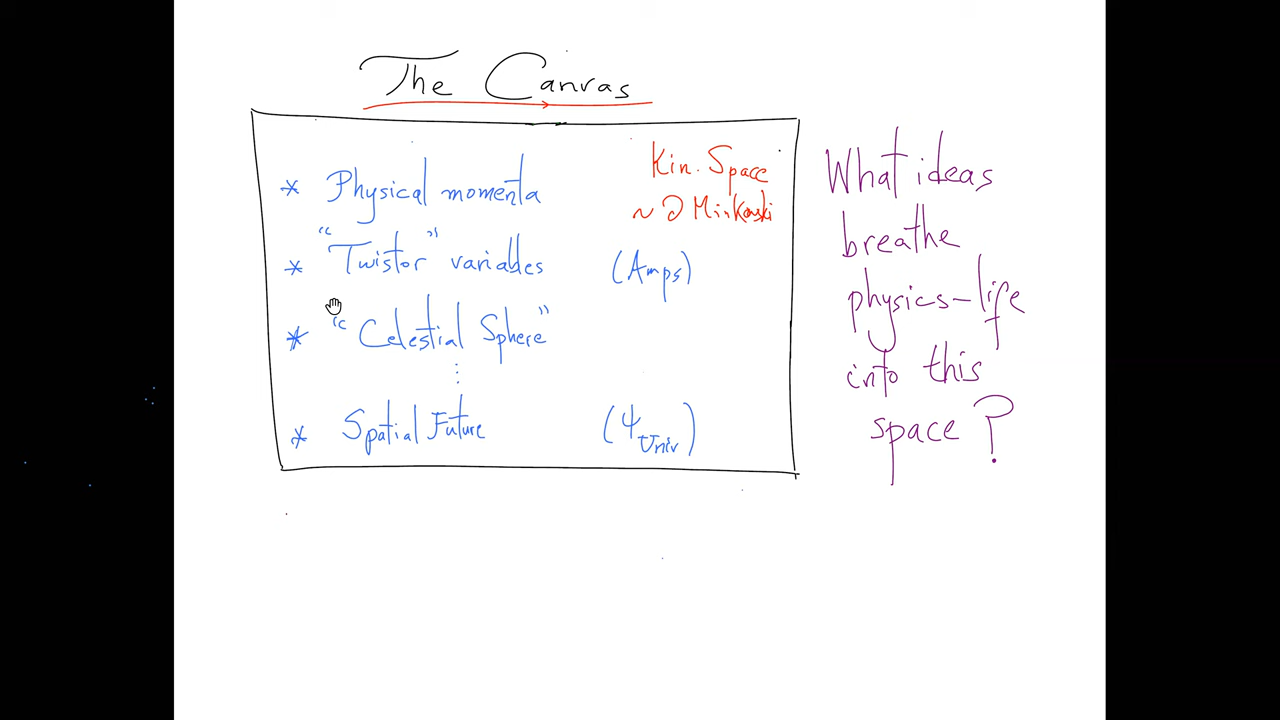 The Canvas
* Physical momenta
Kin. Space
~ ∂ Minkowski
* "Twistor" variables (Amps)
* "Celestial Sphere"
⋮
* Spatial Future (Ψ_Univ)
What ideas
breathe
physics-life
into this
space?